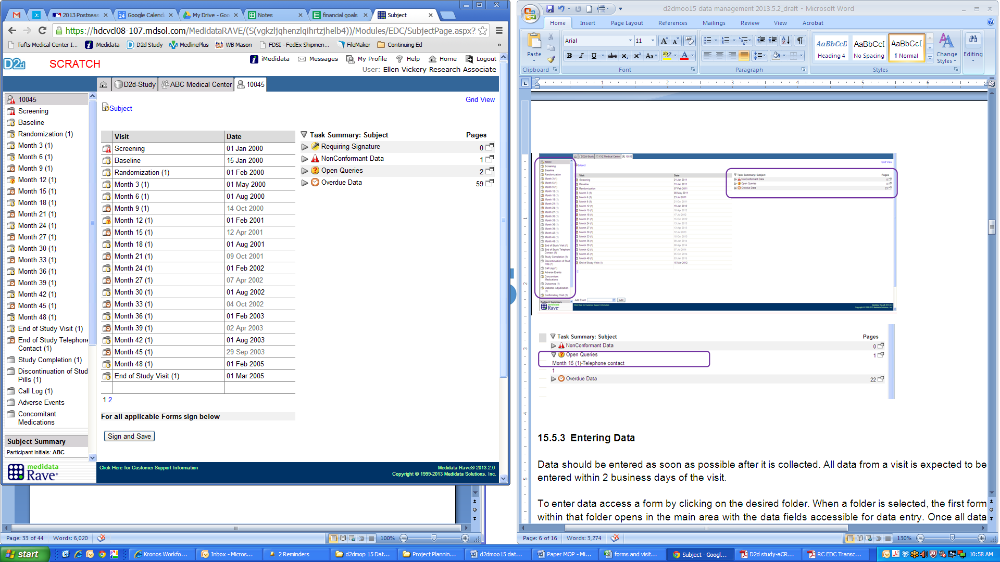 2013 Postseas
Google Calend
My Drive - Goo
Notes
financial goals
Subject
https://hdcvcl08-107.mdsol.com/MedidataRAVE/(S(vgkzljqhenzlqihrtzjhelb4))/Modules/EDC/SubjectPage.aspx?
Tufts Medical Center I...
iMedidata
D2d Study
MedlinePlus
WB Mason
FDSI - FedEx Shipmen...
FileMaker
Continuing Ed
»
D2d
SCRATCH
iMedidata
Messages
My Profile
Help
Home
Logout
User: Ellen Vickery Research Associate
D2d-Study
ABC Medical Center
10045
10045
Screening
Baseline
Randomization (1)
Month 3 (1)
Month 6 (1)
Month 9 (1)
Month 12 (1)
Month 15 (1)
Month 18 (1)
Month 21 (1)
Month 24 (1)
Month 27 (1)
Month 30 (1)
Month 33 (1)
Month 36 (1)
Month 39 (1)
Month 42 (1)
Month 45 (1)
Month 48 (1)
End of Study Visit (1)
End of Study Telephone
Contact (1)
Study Completion (1)
Discontinuation of Stud
Pills (1)
Call Log (1)
Adverse Events
Concomitant
Medications
Subject Summary
Participant Initials: ABC
medidata
Rave
Grid View
Subject
Visit Date
Screening 01 Jan 2000
Baseline 15 Jan 2000
Randomization (1) 01 Feb 2000
Month 3 (1) 01 May 2000
Month 6 (1) 01 Aug 2000
Month 9 (1) 14 Oct 2000
Month 12 (1) 01 Feb 2001
Month 15 (1) 12 Apr 2001
Month 18 (1) 01 Aug 2001
Month 21 (1) 09 Oct 2001
Month 24 (1) 01 Feb 2002
Month 27 (1) 07 Apr 2002
Month 30 (1) 01 Aug 2002
Month 33 (1) 04 Oct 2002
Month 36 (1) 01 Feb 2003
Month 39 (1) 02 Apr 2003
Month 42 (1) 01 Aug 2003
Month 45 (1) 29 Sep 2003
Month 48 (1) 01 Feb 2005
End of Study Visit (1) 01 Mar 2005
1 2
For all applicable Forms sign below
Sign and Save
Task Summary: Subject Pages
Requiring Signature 0
NonConformant Data 1
Open Queries 2
Overdue Data 59
Click Here for Customer Support Information
Medidata Rave® 2013.2.0
Copyright © 1999-2013 Medidata Solutions, Inc.
Page: 33 of 44
Words: 6,020
100%
d2dmoo15 data management 2013.5.2_draft - Microsoft Word
Home
Insert
Page Layout
References
Mailings
Review
View
Acrobat
Paste
Clipboard
Arial
11
Font
Paragraph
AaBbCcD
Heading 4
AaBbCcD
No Spacing
AaBbCcD
¶ Normal
Change
Styles
Styles
Editing
Task Summary: Subject Pages
NonConformant Data 0
Open Queries 1
Month 15 (1)-Telephone contact
1
Overdue Data 22
15.5.3 Entering Data
Data should be entered as soon as possible after it is collected. All data from a visit is expected to be
entered within 2 business days of the visit.
To enter data access a form by clicking on the desired folder. When a folder is selected, the first form
within that folder opens in the main area with the data fields accessible for data entry. Once all data
Page: 6 of 16
Words: 3,274
130%
start
Kronos Workfo...
Inbox - Micros...
2 Reminders
d2dmop 15 Dat...
Project Plannin...
d2dmoo15 dat...
Paper MOP - Mi...
forms and visit...
Subject - Googl...
D2d study-aCR...
RC EDC Transc...
10:58 AM